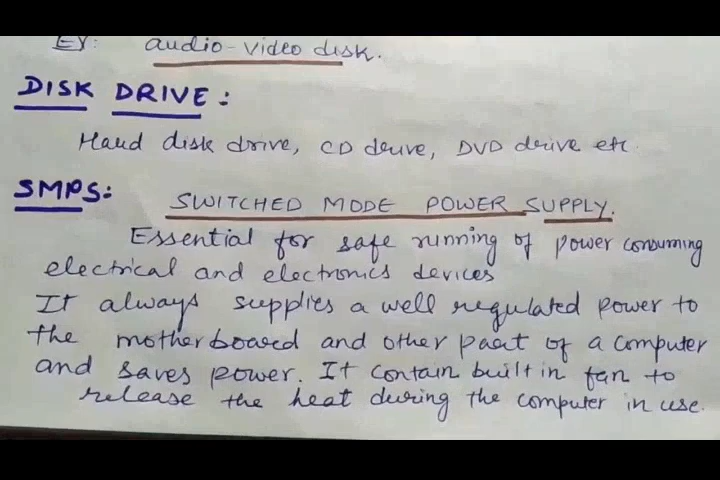 Ex: audio-video disk.
DISK DRIVE:
Hard disk drive, CD drive, DVD drive etc
SMPS: SWITCHED MODE POWER SUPPLY.
Essential for safe running of power consuming
electrical and electronics devices
It always supplies a well regulated power to
the motherboard and other part of a computer
and saves power. It contain built in fan to
release the heat during the computer in use.